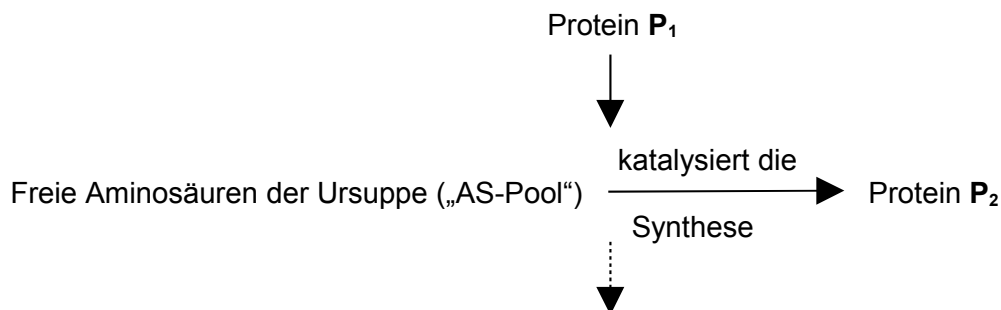 Protein P₁
katalysiert die
Freie Aminosäuren der Ursuppe („AS-Pool“) Protein P₂
Synthese